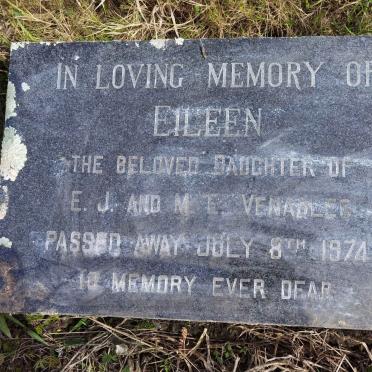 IN LOVING MEMORY OF
EILEEN
THE BELOVED DAUGHTER OF
E. J. AND M. E. VENABLES
PASSED AWAY JULY 8TH 1974
TO MEMORY EVER DEAR